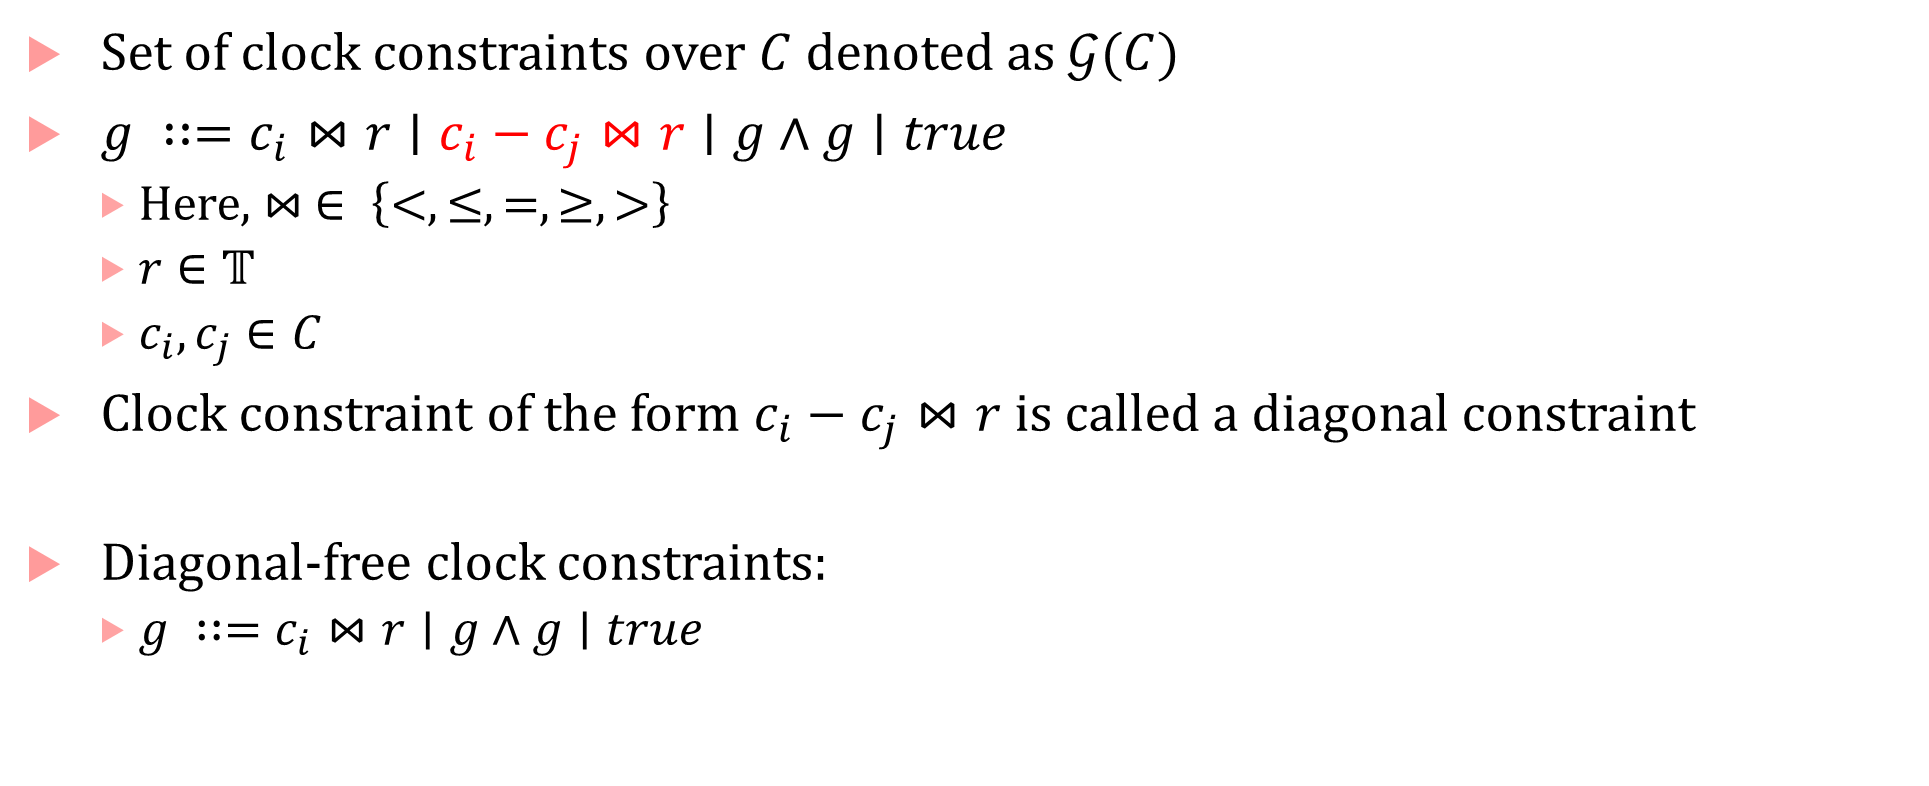 Set of clock constraints over C denoted as 𝒢(C)
g ::= cᵢ ⋈ r | cᵢ − cⱼ ⋈ r | g ∧ g | true
Here, ⋈ ∈ {<, ≤, =, ≥, >}
r ∈ 𝕋
cᵢ, cⱼ ∈ C
Clock constraint of the form cᵢ − cⱼ ⋈ r is called a diagonal constraint
Diagonal-free clock constraints:
g ::= cᵢ ⋈ r | g ∧ g | true